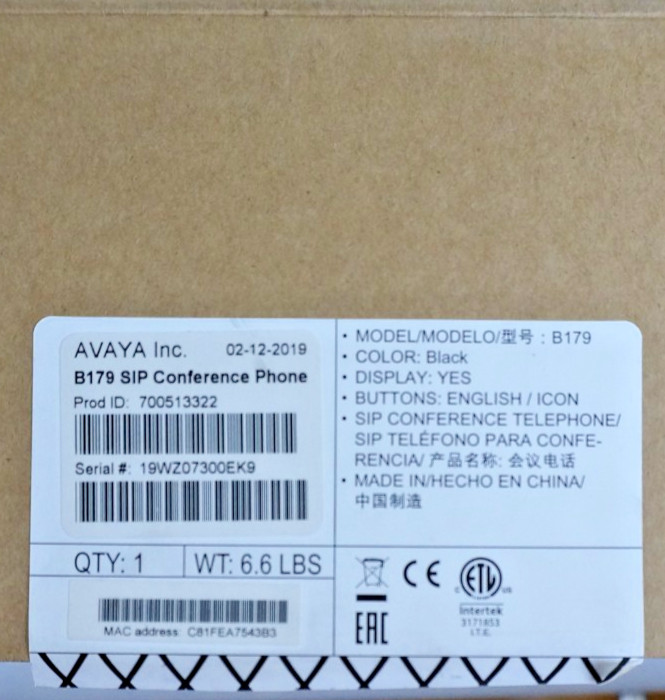 AVAYA Inc. 02-12-2019
B179 SIP Conference Phone
Prod ID: 700513322
Serial #: 19WZ07300EK9
QTY: 1 WT: 6.6 LBS
MAC address: C81FEA7543B3
· MODEL/MODELO/型号 : B179
· COLOR: Black
· DISPLAY: YES
· BUTTONS: ENGLISH / ICON
· SIP CONFERENCE TELEPHONE/
SIP TELÉFONO PARA CONFE-
RENCIA/ 产品名称: 会议电话
· MADE IN/HECHO EN CHINA/
中国制造
CE ETL c us
Intertek
3171853
I.T.E.
EAC